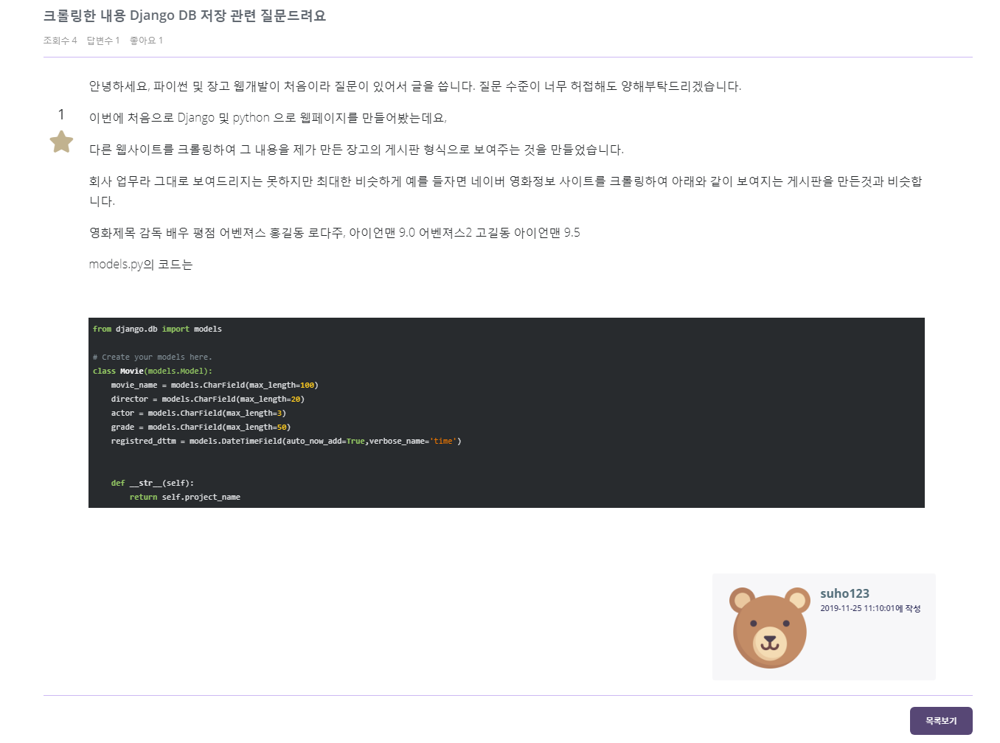 크롤링한 내용 Django DB 저장 관련 질문드려요
조회수 4 답변수 1 좋아요 1
안녕하세요, 파이썬 및 장고 웹개발이 처음이라 질문이 있어서 글을 씁니다. 질문 수준이 너무 허접해도 양해부탁드리겠습니다.
1
이번에 처음으로 Django 및 python 으로 웹페이지를 만들어봤는데요,
다른 웹사이트를 크롤링하여 그 내용을 제가 만든 장고의 게시판 형식으로 보여주는 것을 만들었습니다.
회사 업무라 그대로 보여드리지는 못하지만 최대한 비슷하게 예를 들자면 네이버 영화정보 사이트를 크롤링하여 아래와 같이 보여지는 게시판을 만든것과 비슷합
니다.
영화제목 감독 배우 평점 어벤져스 홍길동 로다주, 아이언맨 9.0 어벤져스2 고길동 아이언맨 9.5
models.py의 코드는
from django.db import models
# Create your models here.
class Movie(models.Model):
    movie_name = models.CharField(max_length=100)
    director = models.CharField(max_length=20)
    actor = models.CharField(max_length=3)
    grade = models.CharField(max_length=50)
    registred_dttm = models.DateTimeField(auto_now_add=True,verbose_name='time')
    def __str__(self):
        return self.project_name
suho123
2019-11-25 11:10:01에 작성
목록보기